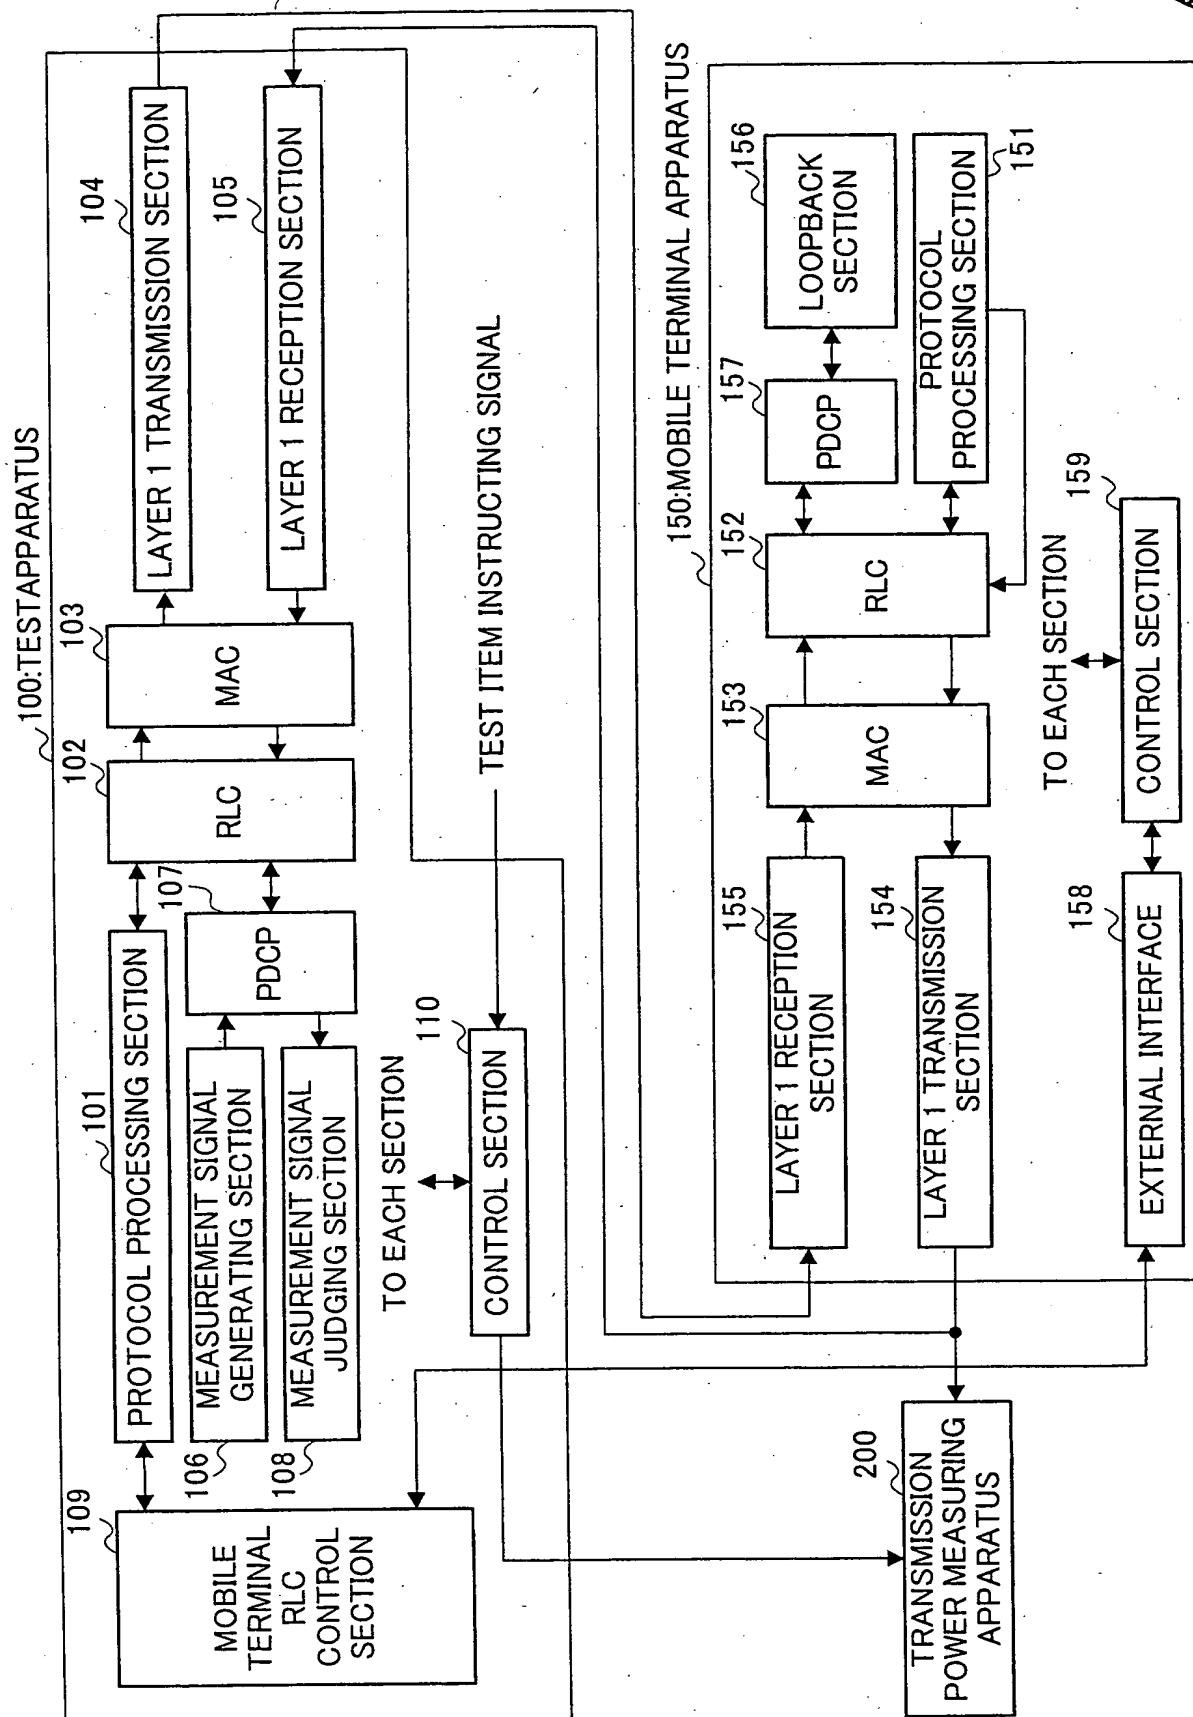 100:TEST APPARATUS
109
MOBILE
TERMINAL
RLC
CONTROL
SECTION
101
PROTOCOL PROCESSING SECTION
106
MEASUREMENT SIGNAL
GENERATING SECTION
108
MEASUREMENT SIGNAL
JUDGING SECTION
107
PDCP
102
RLC
103
MAC
104
LAYER 1 TRANSMISSION SECTION
105
LAYER 1 RECEPTION SECTION
TO EACH SECTION
110
CONTROL SECTION
TEST ITEM INSTRUCTING SIGNAL
150:MOBILE TERMINAL APPARATUS
155
LAYER 1 RECEPTION
SECTION
154
LAYER 1 TRANSMISSION
SECTION
153
MAC
152
RLC
157
PDCP
156
LOOPBACK
SECTION
PROTOCOL
PROCESSING SECTION
151
TO EACH SECTION
158
EXTERNAL INTERFACE
159
CONTROL SECTION
200
TRANSMISSION
POWER MEASURING
APPARATUS